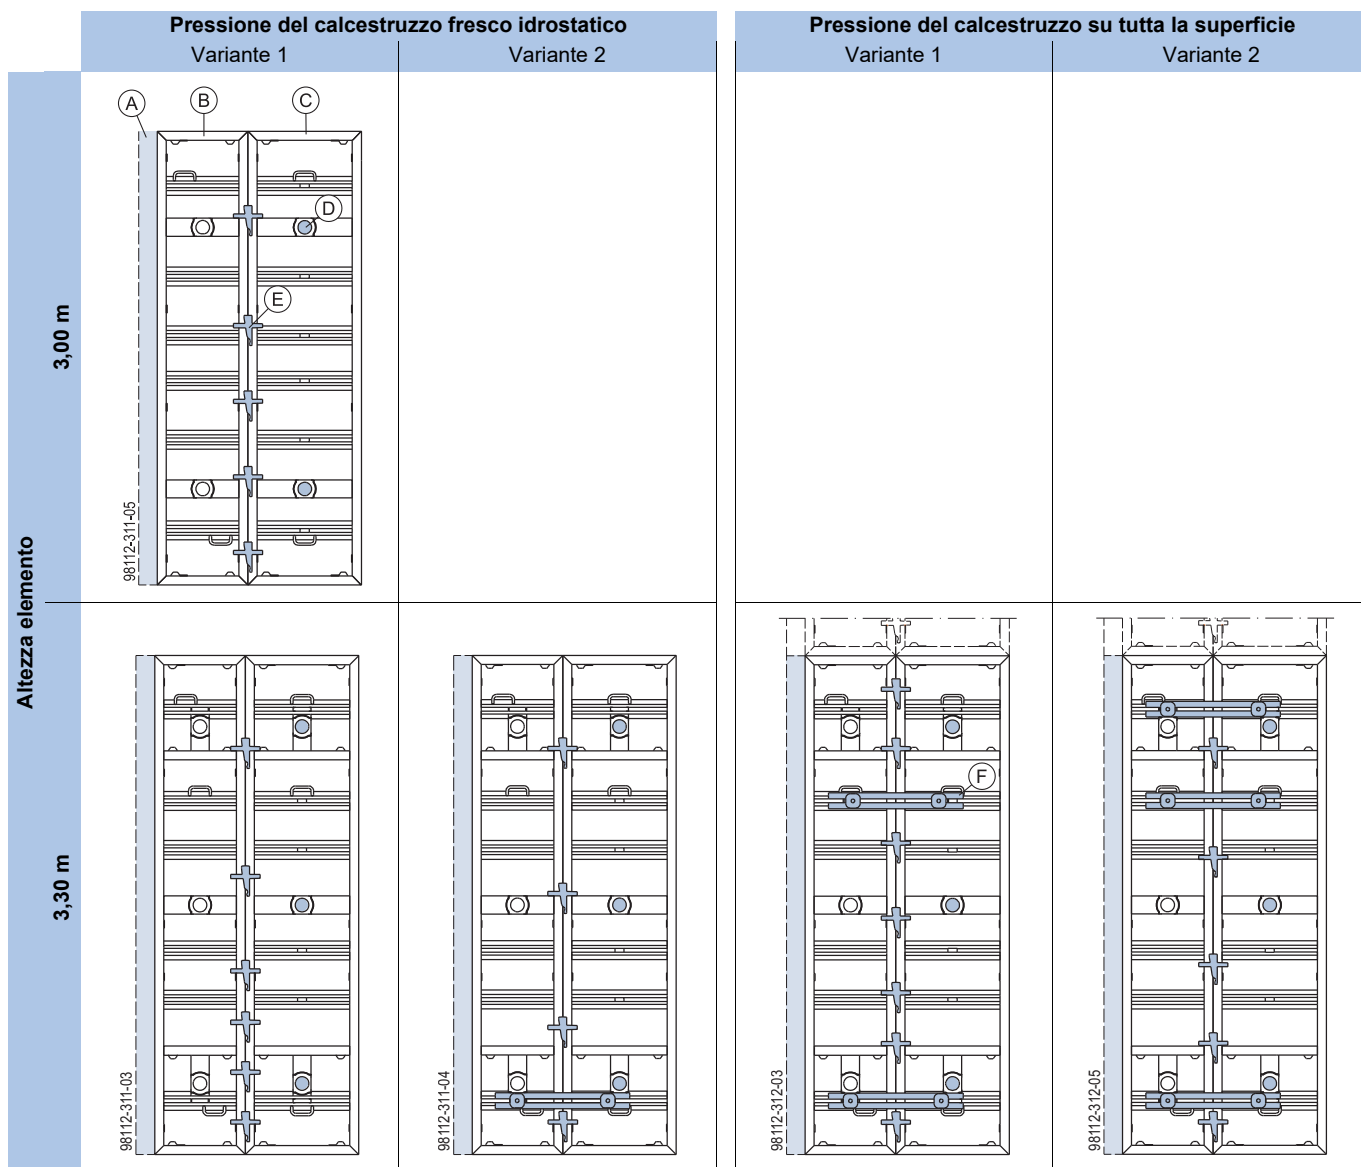 Pressione del calcestruzzo fresco idrostatico
Pressione del calcestruzzo su tutta la superficie
Variante 1
Variante 2
Variante 1
Variante 2
Altezza elemento
3,00 m
A
B
C
D
E
98112-311-05
3,30 m
98112-311-03
98112-311-04
F
98112-312-03
98112-312-05